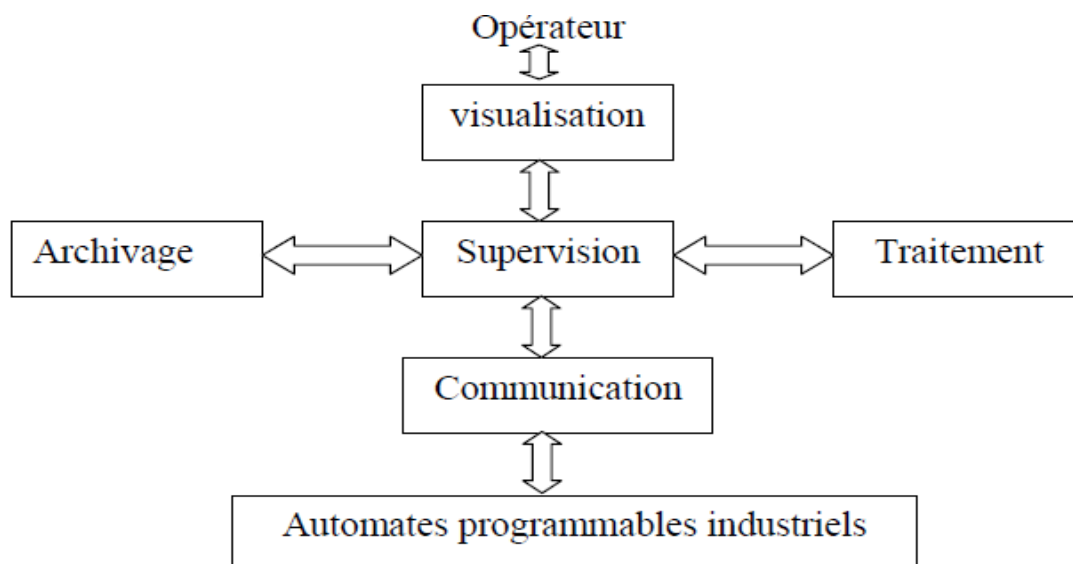 Opérateur
visualisation
Archivage
Supervision
Traitement
Communication
Automates programmables industriels